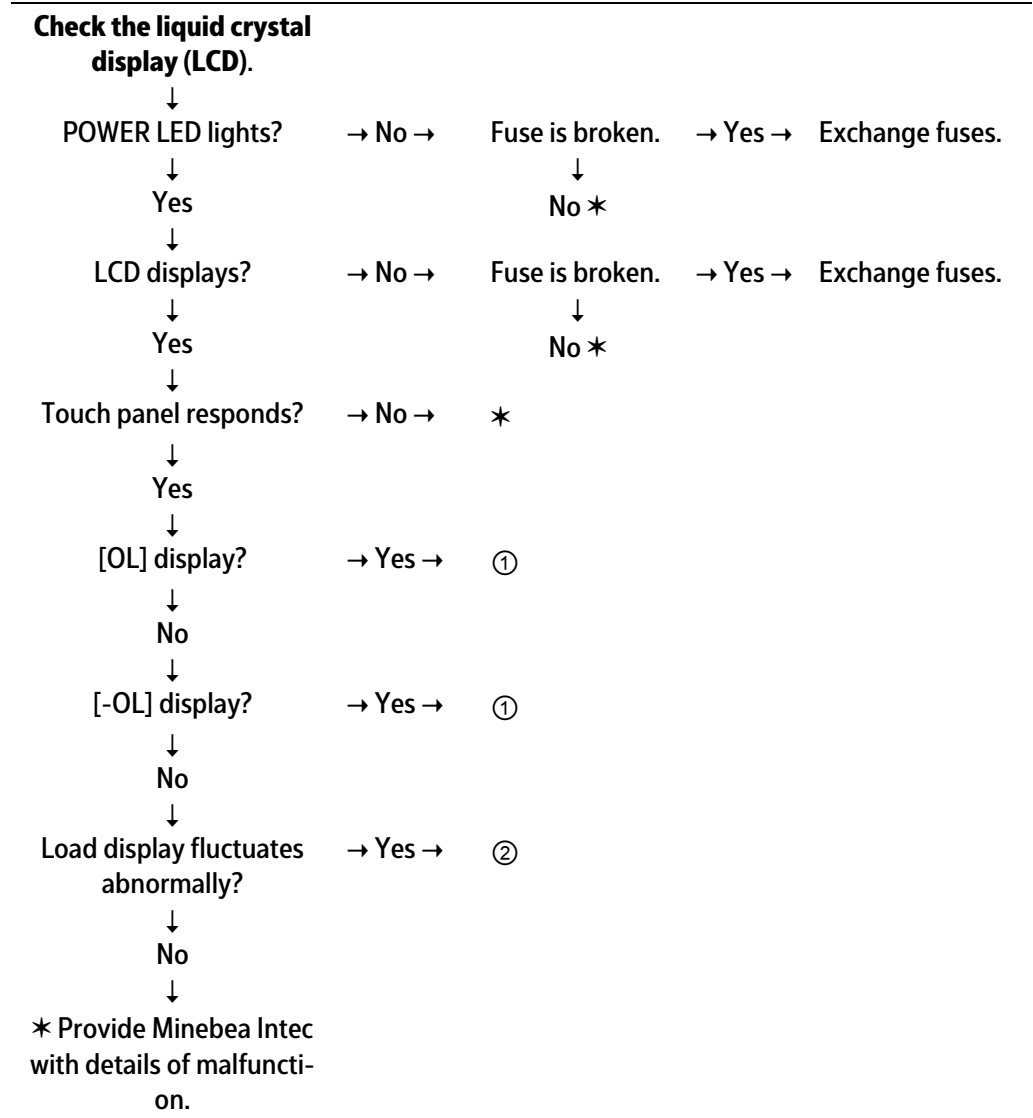 Check the liquid crystal
display (LCD).
↓
POWER LED lights? → No → Fuse is broken. → Yes → Exchange fuses.
↓ ↓
Yes No ✶
↓
LCD displays? → No → Fuse is broken. → Yes → Exchange fuses.
↓ ↓
Yes No ✶
↓
Touch panel responds? → No → ✶
↓
Yes
↓
[OL] display? → Yes → ①
↓
No
↓
[-OL] display? → Yes → ①
↓
No
↓
Load display fluctuates → Yes → ②
abnormally?
↓
No
↓
✶ Provide Minebea Intec
with details of malfuncti-
on.